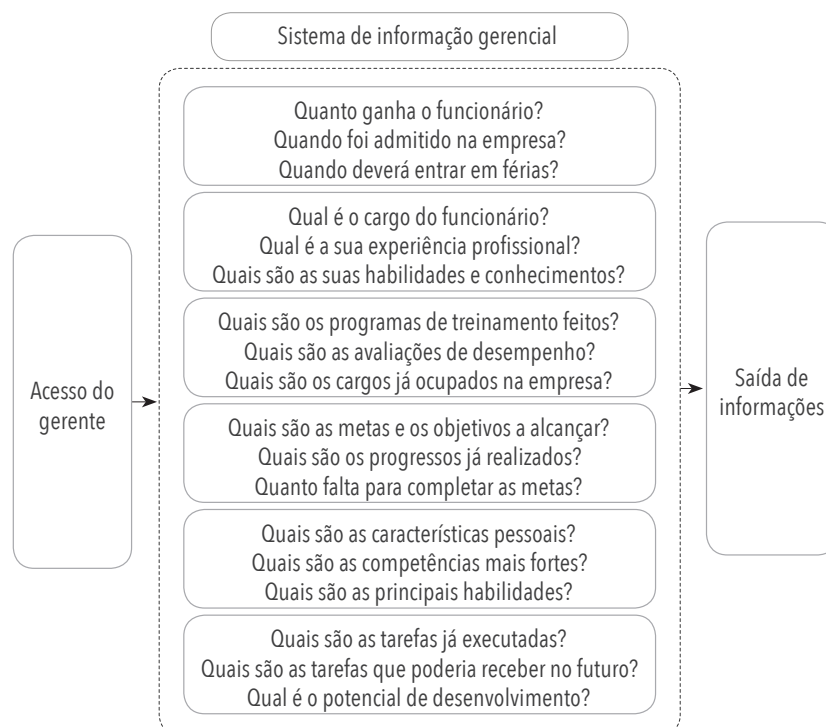 Sistema de informação gerencial
Acesso do
gerente
Quanto ganha o funcionário?
Quando foi admitido na empresa?
Quando deverá entrar em férias?
Qual é o cargo do funcionário?
Qual é a sua experiência profissional?
Quais são as suas habilidades e conhecimentos?
Quais são os programas de treinamento feitos?
Quais são as avaliações de desempenho?
Quais são os cargos já ocupados na empresa?
Quais são as metas e os objetivos a alcançar?
Quais são os progressos já realizados?
Quanto falta para completar as metas?
Quais são as características pessoais?
Quais são as competências mais fortes?
Quais são as principais habilidades?
Quais são as tarefas já executadas?
Quais são as tarefas que poderia receber no futuro?
Qual é o potencial de desenvolvimento?
Saída de
informações